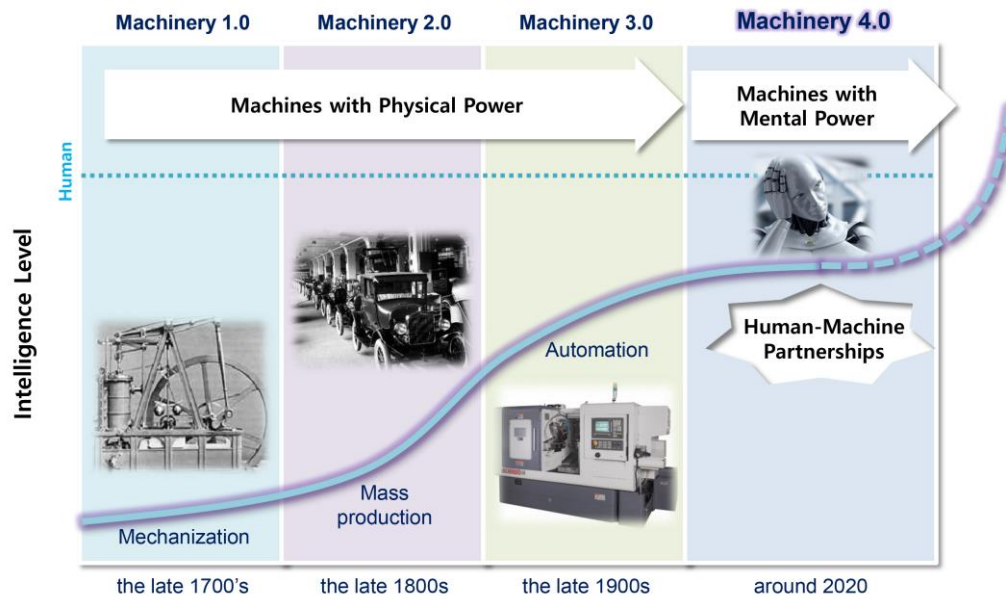 Machinery 1.0
Machinery 2.0
Machinery 3.0
Machinery 4.0
Machines with Physical Power
Machines with
Mental Power
Human
Intelligence Level
Human-Machine
Partnerships
Automation
Mass
production
Mechanization
the late 1700's
the late 1800s
the late 1900s
around 2020